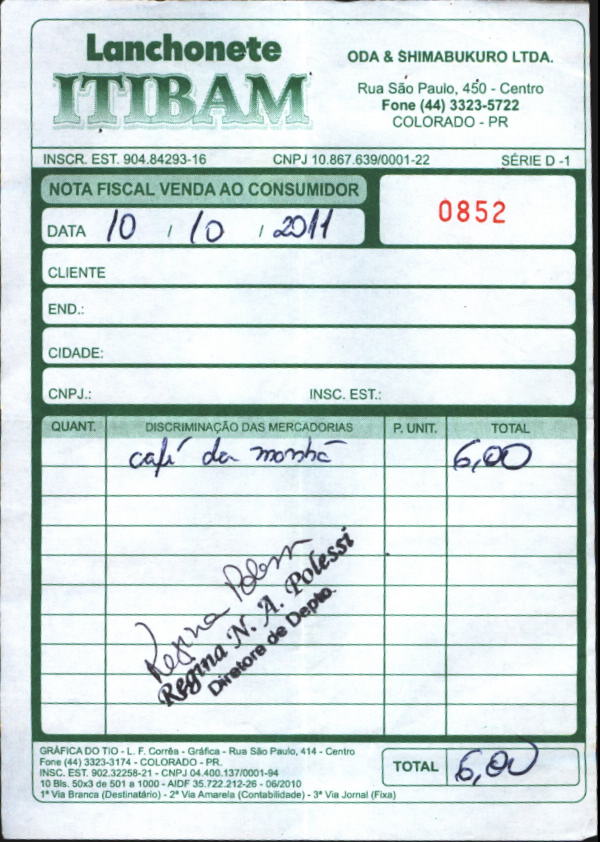 Lanchonete
ITIBAM
ODA & SHIMABUKURO LTDA.
Rua São Paulo, 450 - Centro
Fone (44) 3323-5722
COLORADO - PR
INSCR. EST. 904.84293-16 CNPJ 10.867.639/0001-22 SÉRIE D -1
NOTA FISCAL VENDA AO CONSUMIDOR
0852
DATA 10 / 10 / 2011
CLIENTE
END.:
CIDADE:
CNPJ.: INSC. EST.:
QUANT. DISCRIMINAÇÃO DAS MERCADORIAS P. UNIT. TOTAL
café da manhã 6,00
Regina Polessi
Regina N. A. Polessi
Diretore de Depto.
GRÁFICA DO TIO - L. F. Corrêa - Gráfica - Rua São Paulo, 414 - Centro
Fone (44) 3323-3174 - COLORADO - PR.
INSC. EST. 902.32258-21 - CNPJ 04.400.137/0001-94
10 Bls. 50x3 de 501 a 1000 - AIDF 35.722.212-26 - 06/2010
1ª Via Branca (Destinatário) - 2ª Via Amarela (Contabilidade) - 3ª Via Jornal (Fixa)
TOTAL 6,00